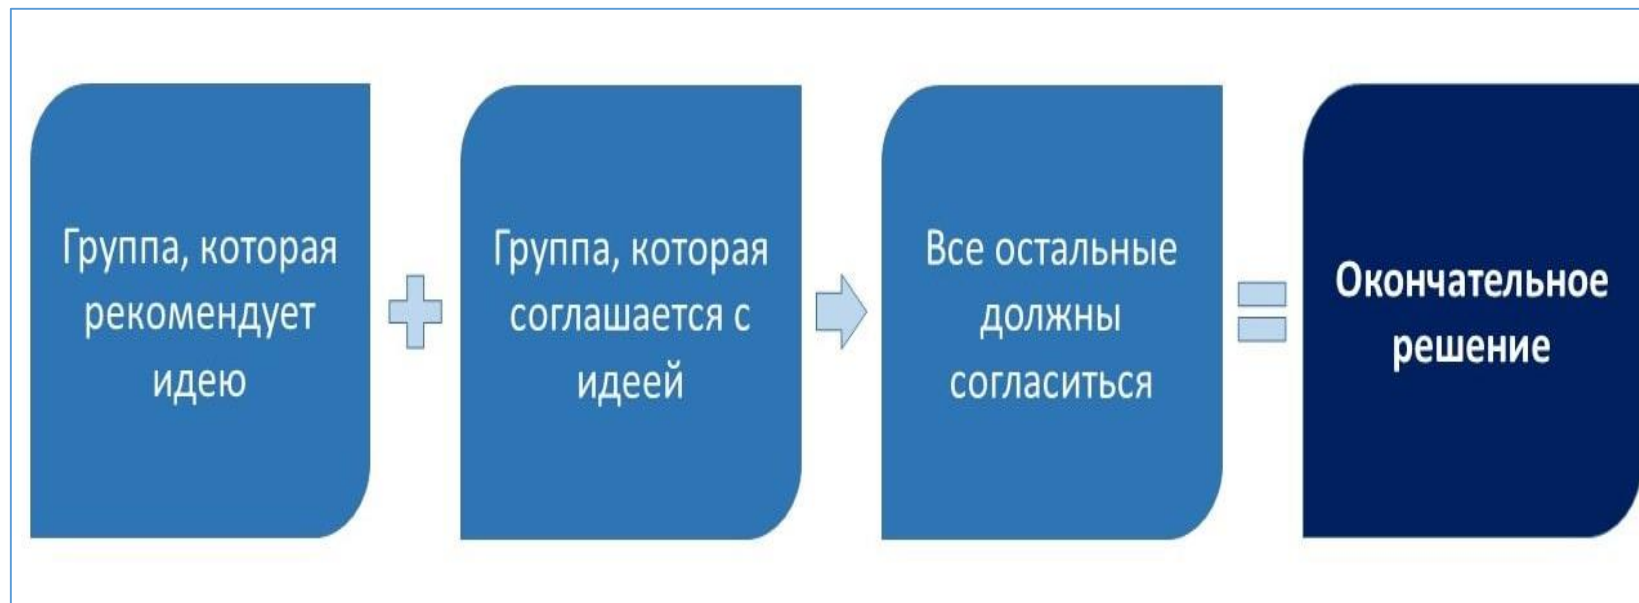 Группа, которая
рекомендует
идею
Группа, которая
соглашается с
идеей
Все остальные
должны
согласиться
Окончательное
решение